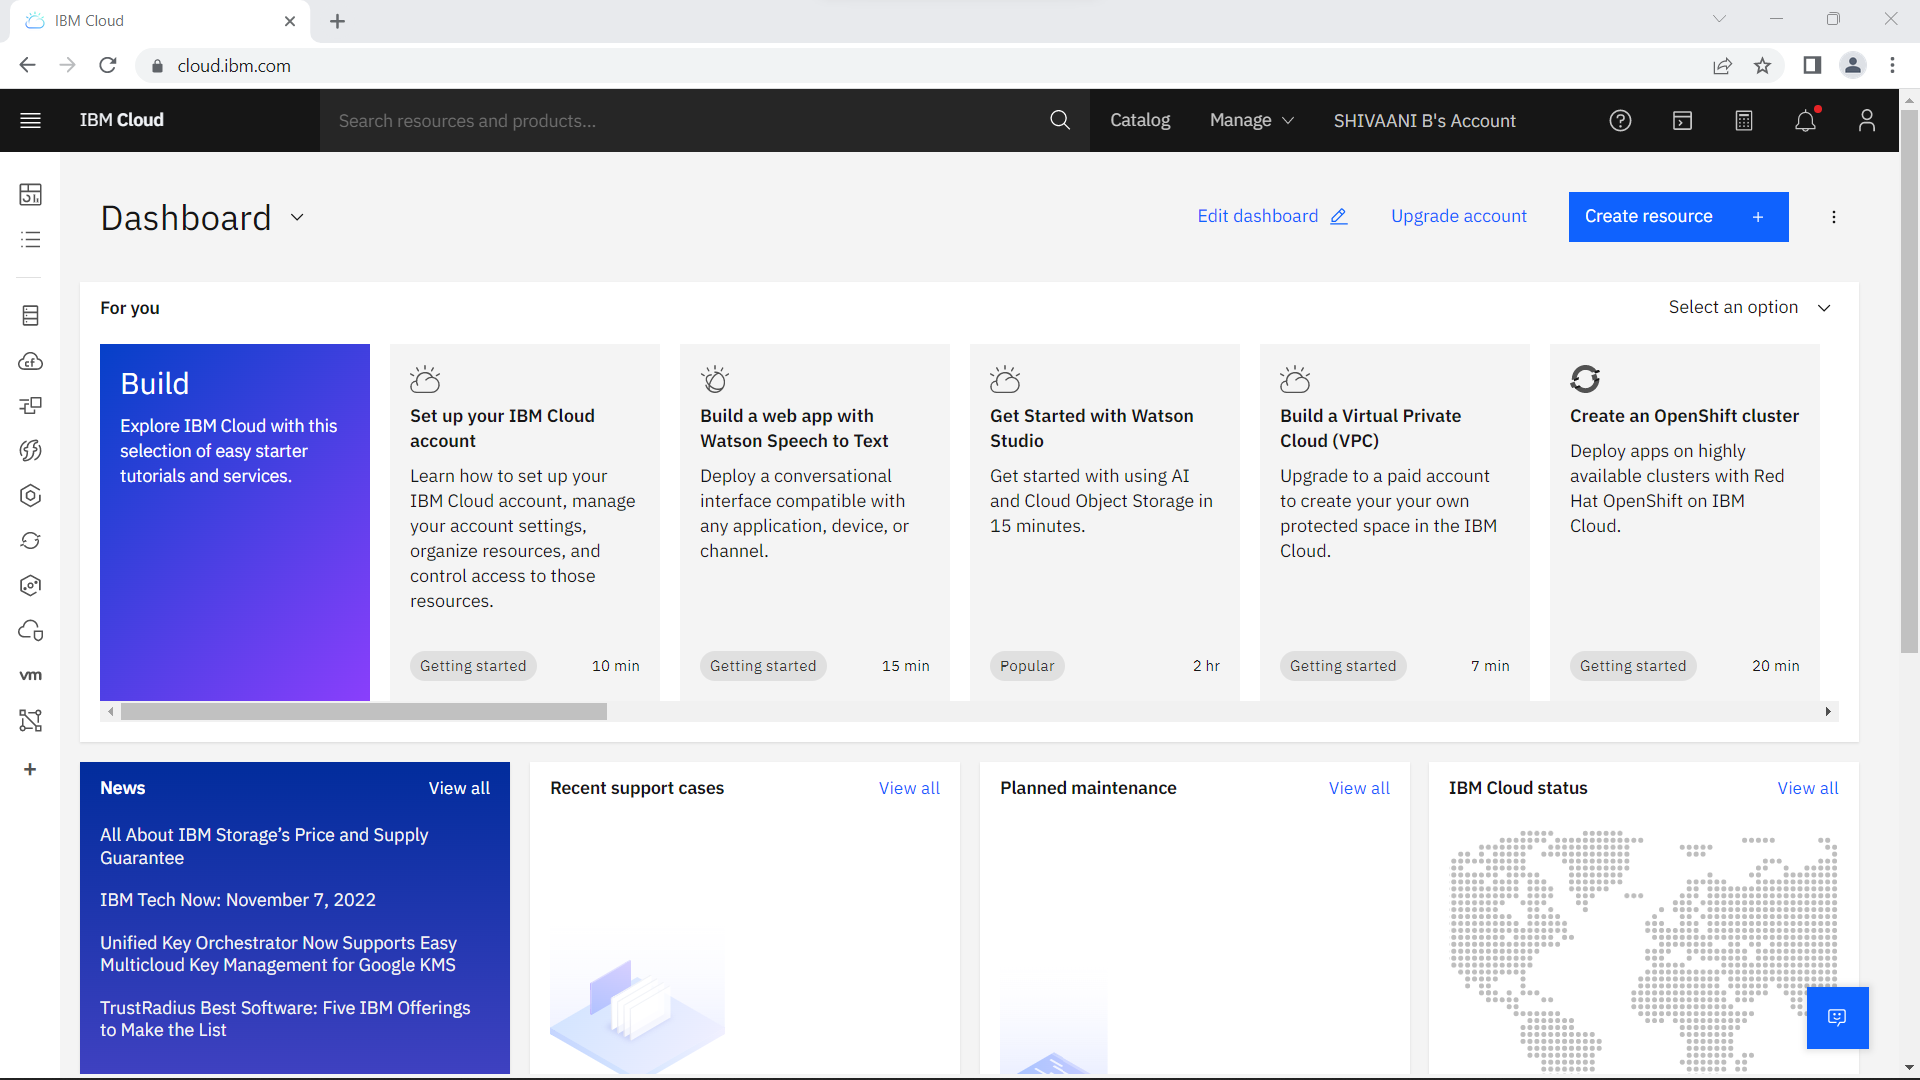 IBM Cloud
cloud.ibm.com
IBM Cloud
Search resources and products...
Catalog
Manage
SHIVAANI B's Account
Dashboard
Edit dashboard
Upgrade account
Create resource +
For you
Select an option
Build
Explore IBM Cloud with this
selection of easy starter
tutorials and services.
Set up your IBM Cloud
account
Learn how to set up your
IBM Cloud account, manage
your account settings,
organize resources, and
control access to those
resources.
Getting started
10 min
Build a web app with
Watson Speech to Text
Deploy a conversational
interface compatible with
any application, device, or
channel.
Getting started
15 min
Get Started with Watson
Studio
Get started with using AI
and Cloud Object Storage in
15 minutes.
Popular
2 hr
Build a Virtual Private
Cloud (VPC)
Upgrade to a paid account
to create your your own
protected space in the IBM
Cloud.
Getting started
7 min
Create an OpenShift cluster
Deploy apps on highly
available clusters with Red
Hat OpenShift on IBM
Cloud.
Getting started
20 min
cf
vm
News
View all
All About IBM Storage’s Price and Supply
Guarantee
IBM Tech Now: November 7, 2022
Unified Key Orchestrator Now Supports Easy
Multicloud Key Management for Google KMS
TrustRadius Best Software: Five IBM Offerings
to Make the List
Recent support cases
View all
Planned maintenance
View all
IBM Cloud status
View all